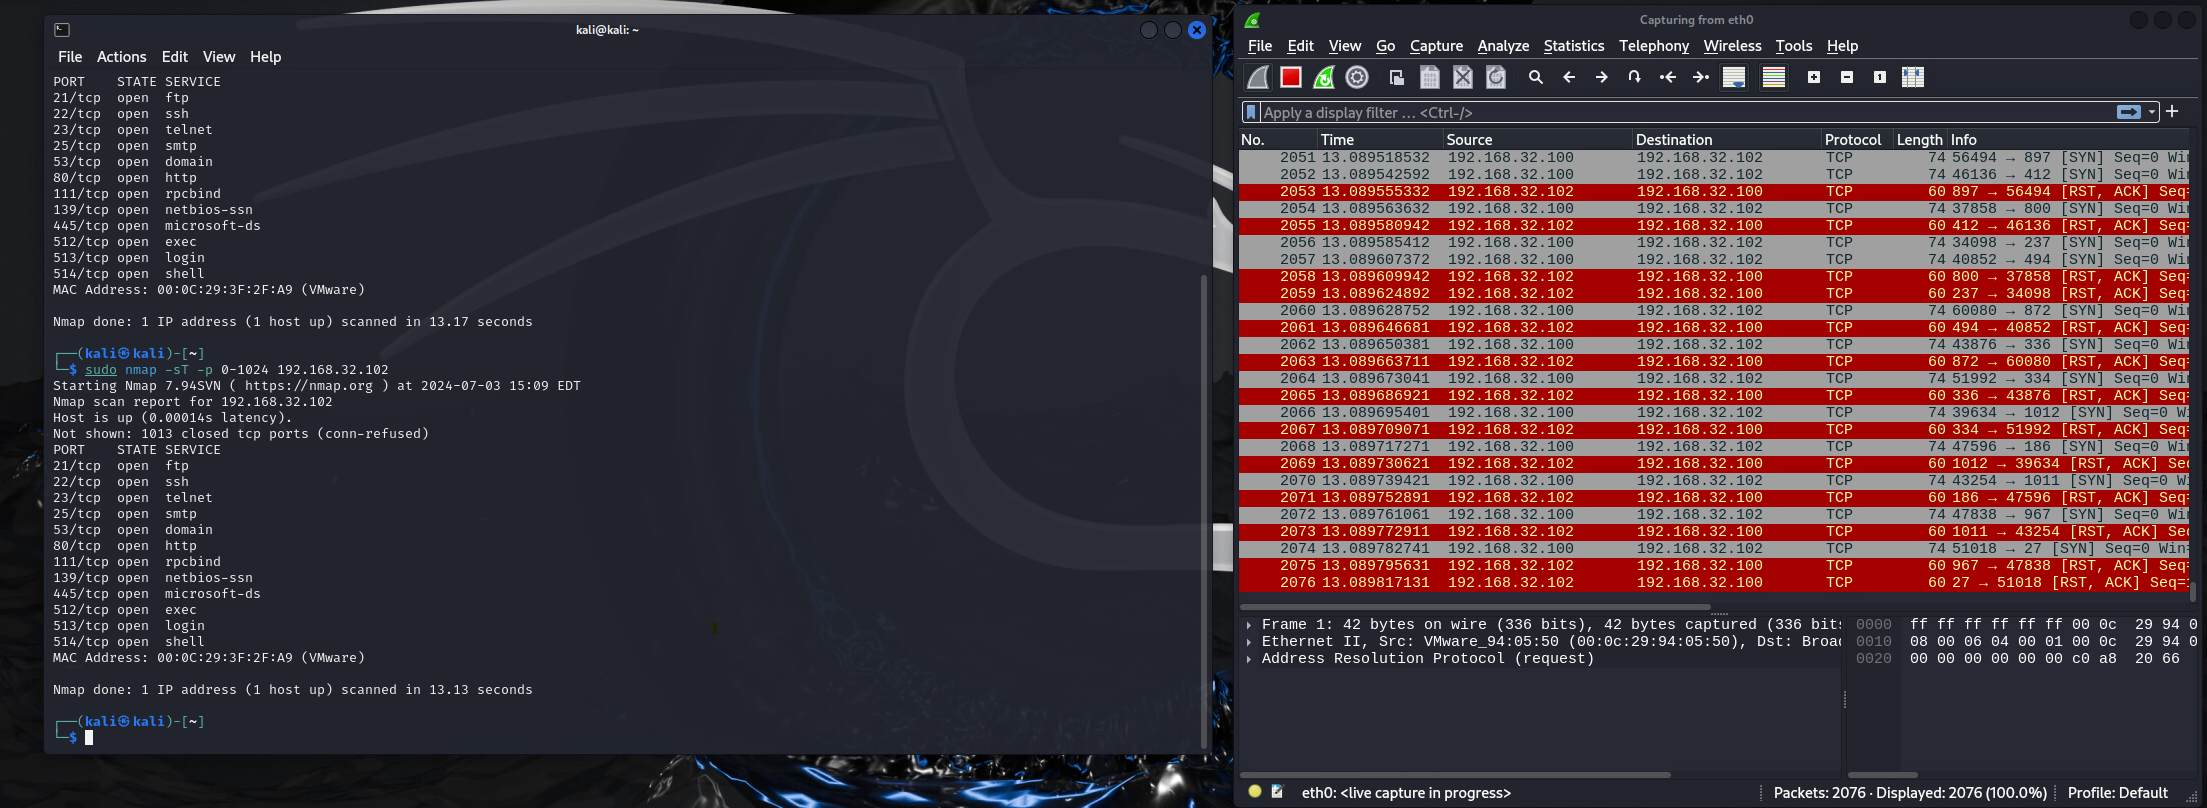 kali@kali: ~
File Actions Edit View Help
PORT STATE SERVICE
21/tcp open ftp
22/tcp open ssh
23/tcp open telnet
25/tcp open smtp
53/tcp open domain
80/tcp open http
111/tcp open rpcbind
139/tcp open netbios-ssn
445/tcp open microsoft-ds
512/tcp open exec
513/tcp open login
514/tcp open shell
MAC Address: 00:0C:29:3F:2F:A9 (VMware)
Nmap done: 1 IP address (1 host up) scanned in 13.17 seconds
┌──(kali㉿kali)-[~]
└─$ sudo nmap -sT -p 0-1024 192.168.32.102
Starting Nmap 7.94SVN ( https://nmap.org ) at 2024-07-03 15:09 EDT
Nmap scan report for 192.168.32.102
Host is up (0.00014s latency).
Not shown: 1013 closed tcp ports (conn-refused)
PORT STATE SERVICE
21/tcp open ftp
22/tcp open ssh
23/tcp open telnet
25/tcp open smtp
53/tcp open domain
80/tcp open http
111/tcp open rpcbind
139/tcp open netbios-ssn
445/tcp open microsoft-ds
512/tcp open exec
513/tcp open login
514/tcp open shell
MAC Address: 00:0C:29:3F:2F:A9 (VMware)
Nmap done: 1 IP address (1 host up) scanned in 13.13 seconds
┌──(kali㉿kali)-[~]
└─$
Capturing from eth0
File Edit View Go Capture Analyze Statistics Telephony Wireless Tools Help
Apply a display filter ... <Ctrl-/>
No. Time Source Destination Protocol Length Info
2051 13.089518532 192.168.32.100 192.168.32.102 TCP 74 56494 → 897 [SYN] Seq=0 Win
2052 13.089542592 192.168.32.100 192.168.32.102 TCP 74 46136 → 412 [SYN] Seq=0 Win
2053 13.089555332 192.168.32.102 192.168.32.100 TCP 60 897 → 56494 [RST, ACK] Seq=
2054 13.089563632 192.168.32.100 192.168.32.102 TCP 74 37858 → 800 [SYN] Seq=0 Win
2055 13.089580942 192.168.32.102 192.168.32.100 TCP 60 412 → 46136 [RST, ACK] Seq=
2056 13.089585412 192.168.32.100 192.168.32.102 TCP 74 34098 → 237 [SYN] Seq=0 Win
2057 13.089607372 192.168.32.100 192.168.32.102 TCP 74 40852 → 494 [SYN] Seq=0 Win
2058 13.089609942 192.168.32.102 192.168.32.100 TCP 60 800 → 37858 [RST, ACK] Seq=
2059 13.089624892 192.168.32.102 192.168.32.100 TCP 60 237 → 34098 [RST, ACK] Seq=
2060 13.089628752 192.168.32.100 192.168.32.102 TCP 74 60080 → 872 [SYN] Seq=0 Win
2061 13.089646681 192.168.32.102 192.168.32.100 TCP 60 494 → 40852 [RST, ACK] Seq=
2062 13.089650381 192.168.32.100 192.168.32.102 TCP 74 43876 → 336 [SYN] Seq=0 Win
2063 13.089663711 192.168.32.102 192.168.32.100 TCP 60 872 → 60080 [RST, ACK] Seq=
2064 13.089673041 192.168.32.100 192.168.32.102 TCP 74 51992 → 334 [SYN] Seq=0 Win
2065 13.089686921 192.168.32.102 192.168.32.100 TCP 60 336 → 43876 [RST, ACK] Seq=
2066 13.089695401 192.168.32.100 192.168.32.102 TCP 74 39634 → 1012 [SYN] Seq=0 Wi
2067 13.089709071 192.168.32.102 192.168.32.100 TCP 60 334 → 51992 [RST, ACK] Seq=
2068 13.089717271 192.168.32.100 192.168.32.102 TCP 74 47596 → 186 [SYN] Seq=0 Win
2069 13.089730621 192.168.32.102 192.168.32.100 TCP 60 1012 → 39634 [RST, ACK] Se
2070 13.089739421 192.168.32.100 192.168.32.102 TCP 74 43254 → 1011 [SYN] Seq=0 Wi
2071 13.089752891 192.168.32.102 192.168.32.100 TCP 60 186 → 47596 [RST, ACK] Seq=
2072 13.089761061 192.168.32.100 192.168.32.102 TCP 74 47838 → 967 [SYN] Seq=0 Win
2073 13.089772911 192.168.32.102 192.168.32.100 TCP 60 1011 → 43254 [RST, ACK] Se
2074 13.089782741 192.168.32.100 192.168.32.102 TCP 74 51018 → 27 [SYN] Seq=0 Win=
2075 13.089795631 192.168.32.102 192.168.32.100 TCP 60 967 → 47838 [RST, ACK] Seq=
2076 13.089817131 192.168.32.102 192.168.32.100 TCP 60 27 → 51018 [RST, ACK] Seq=
Frame 1: 42 bytes on wire (336 bits), 42 bytes captured (336 bits
Ethernet II, Src: VMware_94:05:50 (00:0c:29:94:05:50), Dst: Broad
Address Resolution Protocol (request)
0000 ff ff ff ff ff ff 00 0c 29 94 0
0010 08 00 06 04 00 01 00 0c 29 94 0
0020 00 00 00 00 00 00 c0 a8 20 66
eth0: <live capture in progress>
Packets: 2076 · Displayed: 2076 (100.0%)
Profile: Default